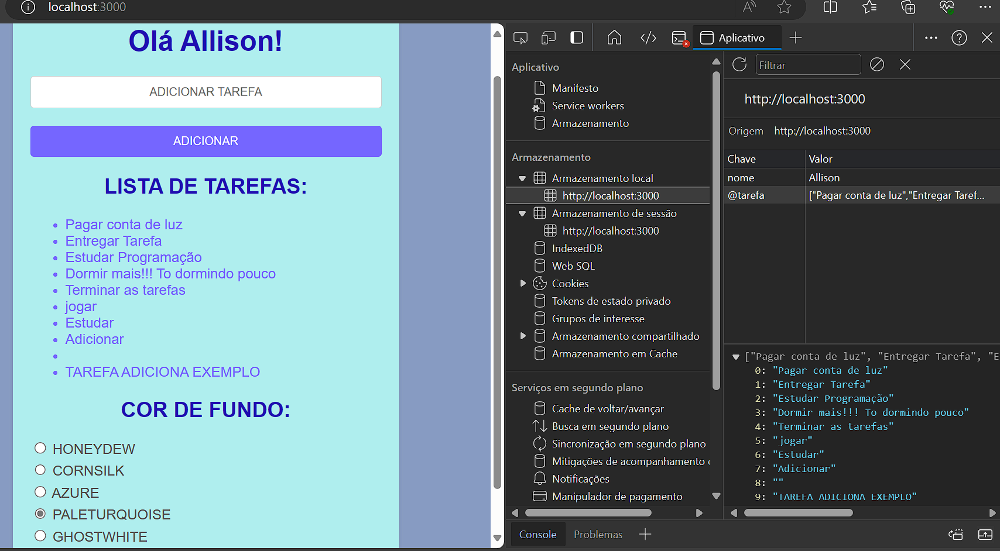 localhost:3000
Olá Allison!
ADICIONAR TAREFA
ADICIONAR
LISTA DE TAREFAS:
Pagar conta de luz
Entregar Tarefa
Estudar Programação
Dormir mais!!! To dormindo pouco
Terminar as tarefas
jogar
Estudar
Adicionar
TAREFA ADICIONA EXEMPLO
COR DE FUNDO:
HONEYDEW
CORNSILK
AZURE
PALETURQUOISE
GHOSTWHITE
Aplicativo
Aplicativo
Manifesto
Service workers
Armazenamento
Armazenamento
Armazenamento local
http://localhost:3000
Armazenamento de sessão
http://localhost:3000
IndexedDB
Web SQL
Cookies
Tokens de estado privado
Grupos de interesse
Armazenamento compartilhado
Armazenamento em Cache
Serviços em segundo plano
Cache de voltar/avançar
Busca em segundo plano
Sincronização em segundo plano
Mitigações de acompanhamento
Notificações
Manipulador de pagamento
Filtrar
http://localhost:3000
Origem http://localhost:3000
Chave Valor
nome Allison
@tarefa ["Pagar conta de luz","Entregar Taref...
["Pagar conta de luz", "Entregar Tarefa", "E
0: "Pagar conta de luz"
1: "Entregar Tarefa"
2: "Estudar Programação"
3: "Dormir mais!!! To dormindo pouco"
4: "Terminar as tarefas"
5: "jogar"
6: "Estudar"
7: "Adicionar"
8: ""
9: "TAREFA ADICIONA EXEMPLO"
Console Problemas